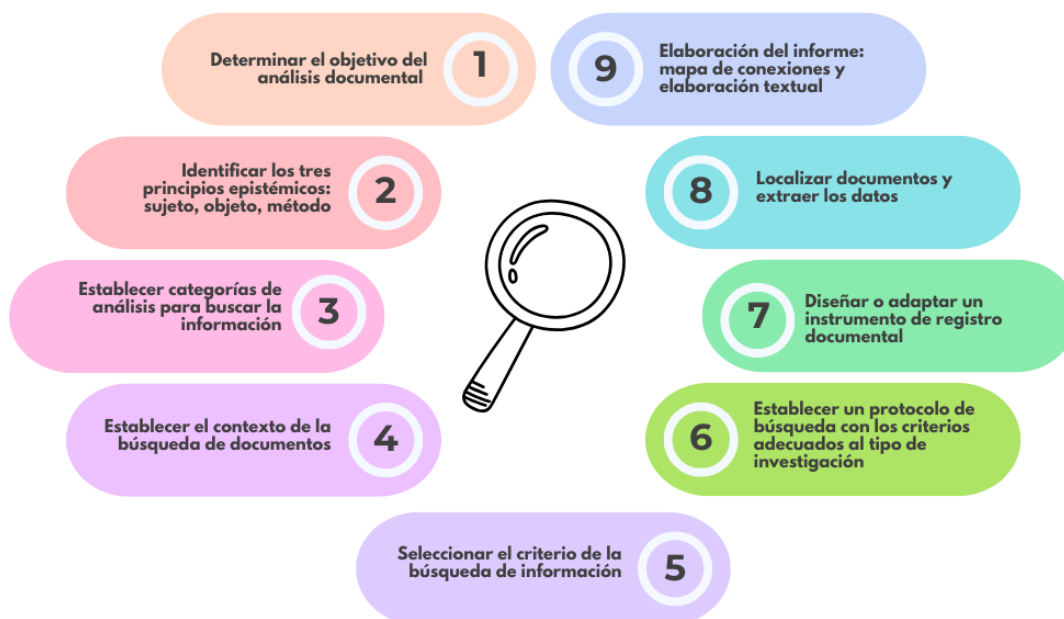 1
Determinar el objetivo del
análisis documental
2
Identificar los tres
principios epistémicos:
sujeto, objeto, método
3
Establecer categorías de
análisis para buscar la
información
4
Establecer el contexto de la
búsqueda de documentos
5
Seleccionar el criterio de la
búsqueda de información
6
Establecer un protocolo de
búsqueda con los criterios
adecuados al tipo de
investigación
7
Diseñar o adaptar un
instrumento de registro
documental
8
Localizar documentos y
extraer los datos
9
Elaboración del informe:
mapa de conexiones y
elaboración textual